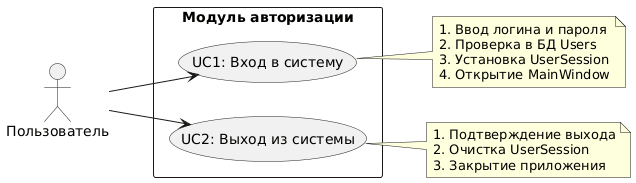 Модуль авторизации
UC1: Вход в систему
1. Ввод логина и пароля
2. Проверка в БД Users
3. Установка UserSession
4. Открытие MainWindow
Пользователь
UC2: Выход из системы
1. Подтверждение выхода
2. Очистка UserSession
3. Закрытие приложения